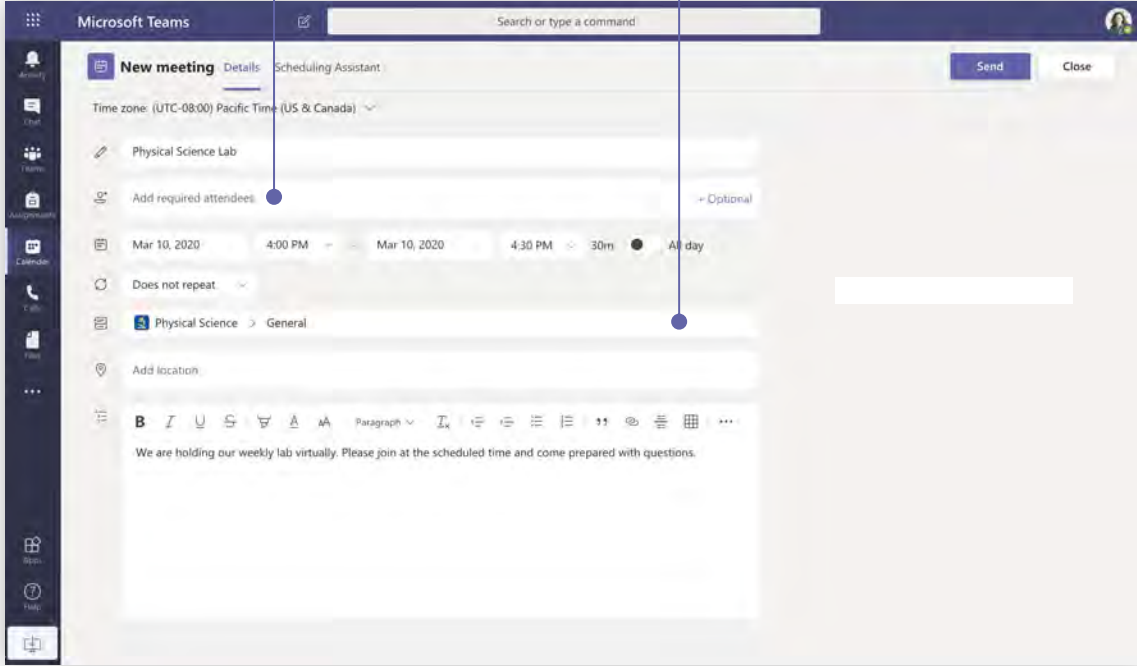 Microsoft Teams
Search or type a command
Activity
New meeting Details Scheduling Assistant
Send Close
Time zone: (UTC-08:00) Pacific Time (US & Canada)
Chat
Physical Science Lab
Teams
Add required attendees
+ Optional
Assignments
Mar 10, 2020 4:00 PM Mar 10, 2020 4:30 PM 30m All day
Calendar
Does not repeat
Calls
Physical Science > General
Files
Add location
B I U S A AA Paragraph
We are holding our weekly lab virtually. Please join at the scheduled time and come prepared with questions.
Apps
Help